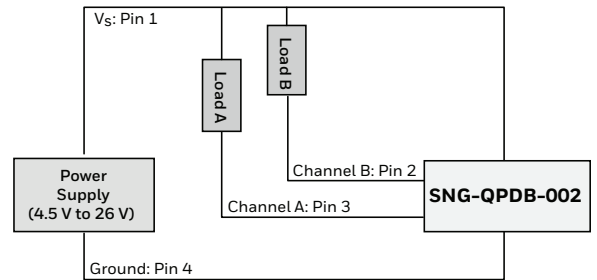 VS: Pin 1
Load A
Load B
Power
Supply
(4.5 V to 26 V)
Channel B: Pin 2
SNG-QPDB-002
Channel A: Pin 3
Ground: Pin 4